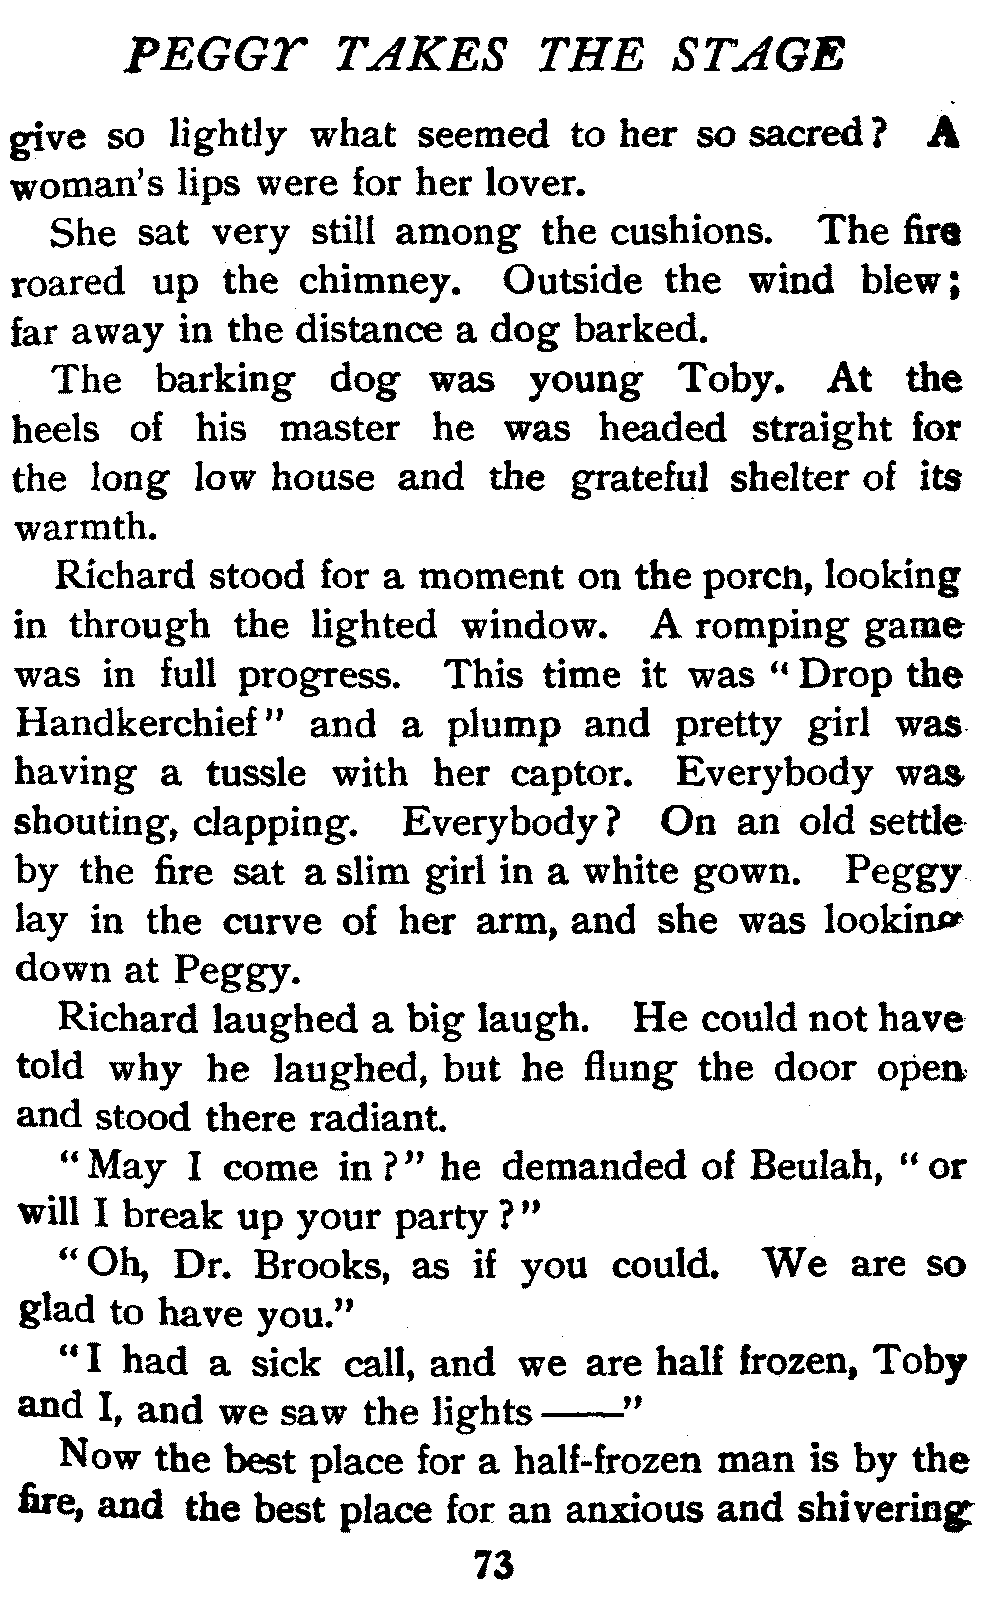 PEGGY TAKES THE STAGE
give so lightly what seemed to her so sacred? A
woman's lips were for her lover.
She sat very still among the cushions. The fire
roared up the chimney. Outside the wind blew;
far away in the distance a dog barked.
The barking dog was young Toby. At the
heels of his master he was headed straight for
the long low house and the grateful shelter of its
warmth.
Richard stood for a moment on the porch, looking
in through the lighted window. A romping game
was in full progress. This time it was "Drop the
Handkerchief" and a plump and pretty girl was
having a tussle with her captor. Everybody was
shouting, clapping. Everybody? On an old settle
by the fire sat a slim girl in a white gown. Peggy
lay in the curve of her arm, and she was looking
down at Peggy.
Richard laughed a big laugh. He could not have
told why he laughed, but he flung the door open
and stood there radiant.
"May I come in?" he demanded of Beulah, "or
will I break up your party?"
"Oh, Dr. Brooks, as if you could. We are so
glad to have you."
"I had a sick call, and we are half frozen, Toby
and I, and we saw the lights——"
Now the best place for a half-frozen man is by the
fire, and the best place for an anxious and shivering
73